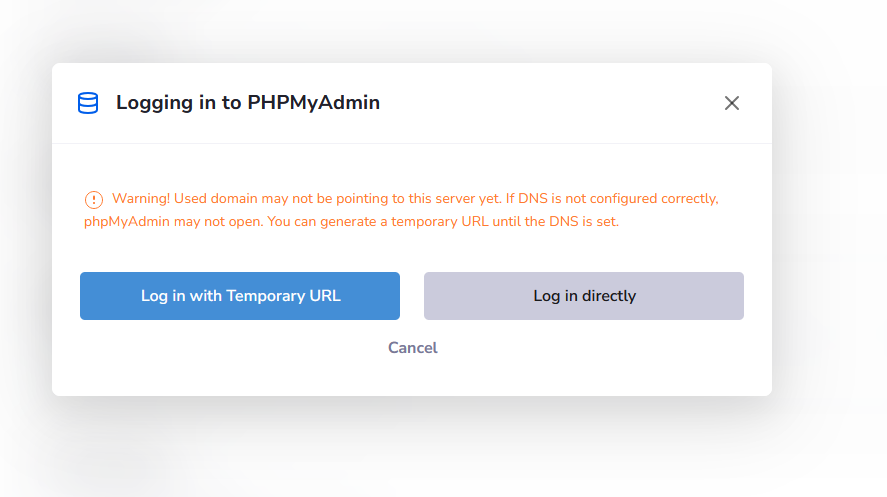 Logging in to PHPMyAdmin
Warning! Used domain may not be pointing to this server yet. If DNS is not configured correctly,
phpMyAdmin may not open. You can generate a temporary URL until the DNS is set.
Log in with Temporary URL
Log in directly
Cancel